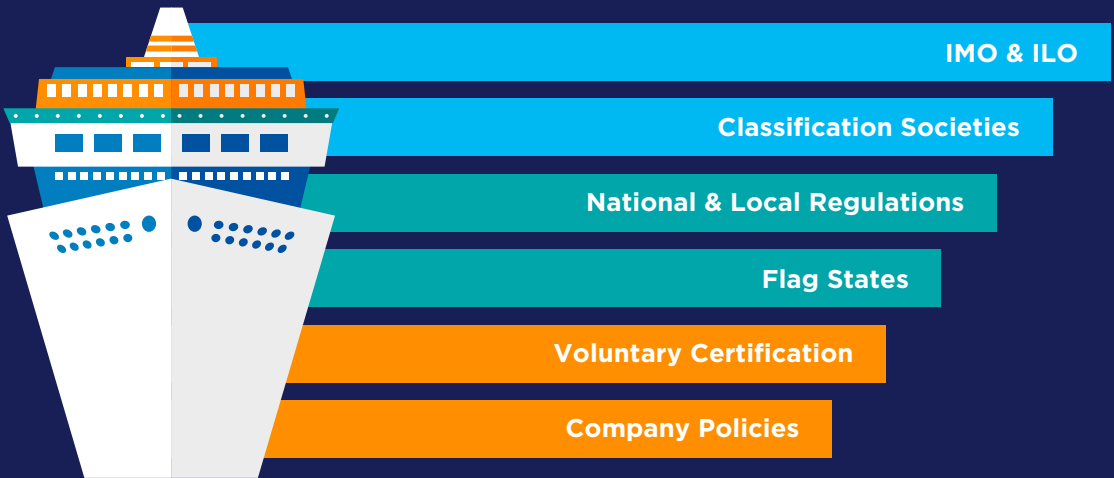 IMO & ILO
Classification Societies
National & Local Regulations
Flag States
Voluntary Certification
Company Policies